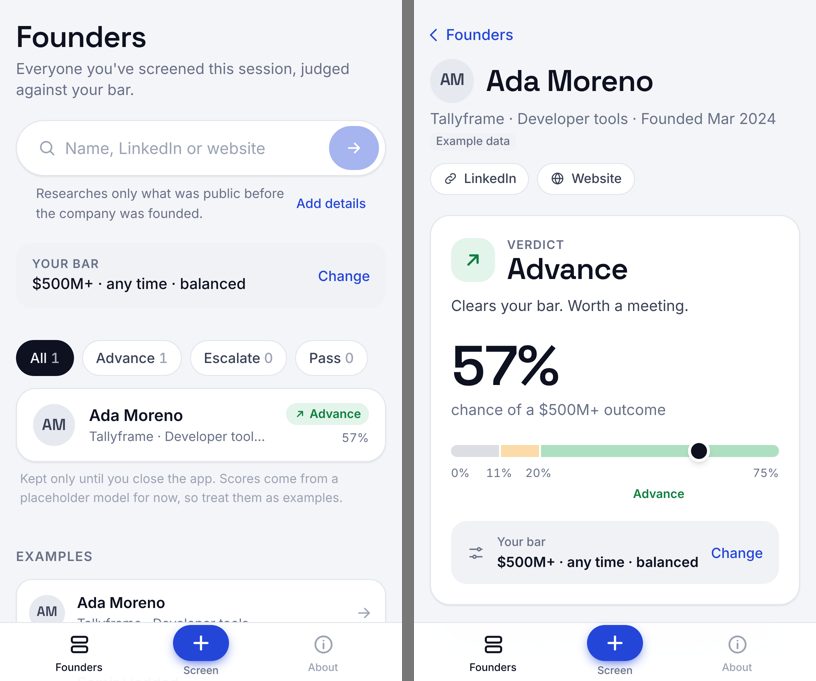 Founders
Everyone you've screened this session, judged
against your bar.
Name, LinkedIn or website
Researches only what was public before
the company was founded.
Add details
YOUR BAR
$500M+ · any time · balanced
Change
All 1
Advance 1
Escalate 0
Pass 0
AM
Ada Moreno
Tallyframe · Developer tool...
Advance
57%
Kept only until you close the app. Scores come from a
placeholder model for now, so treat them as examples.
EXAMPLES
AM
Ada Moreno
Tallyframe · Developer tools
Founders
Screen
About
Founders
AM
Ada Moreno
Tallyframe · Developer tools · Founded Mar 2024
Example data
LinkedIn
Website
VERDICT
Advance
Clears your bar. Worth a meeting.
57%
chance of a $500M+ outcome
0% 11% 20% 75%
Advance
Your bar
$500M+ · any time · balanced
Change
Founders
Screen
About